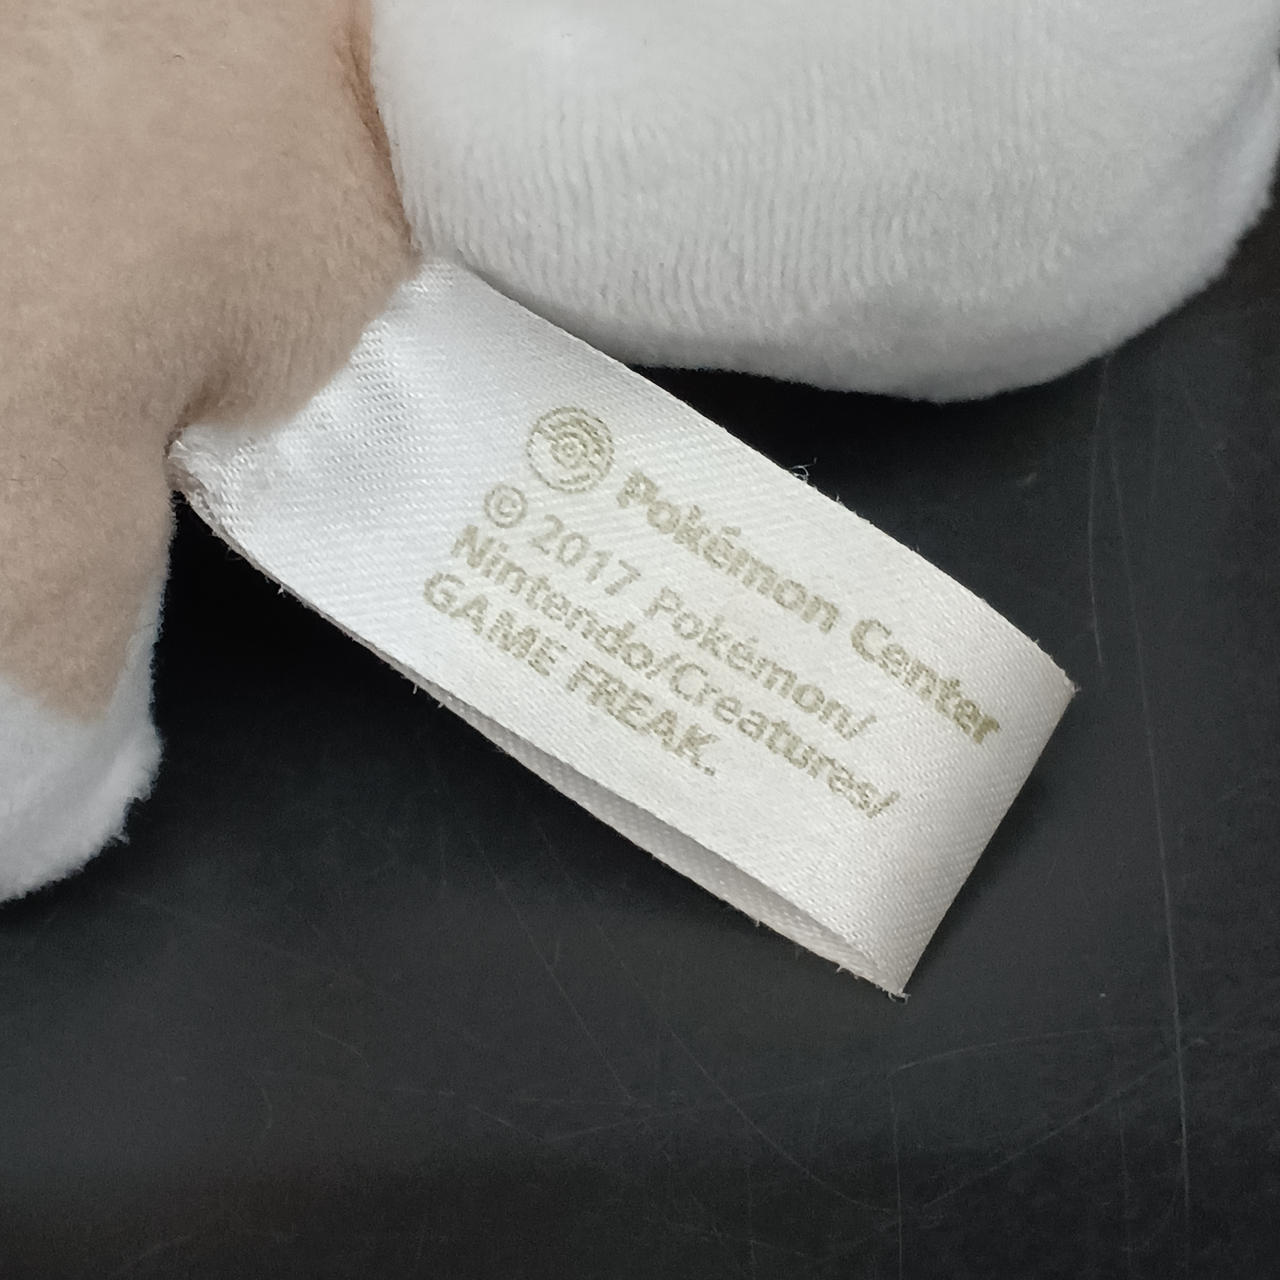 Pokémon Center
© 2017 Pokémon/
Nintendo/Creatures/
GAME FREAK.